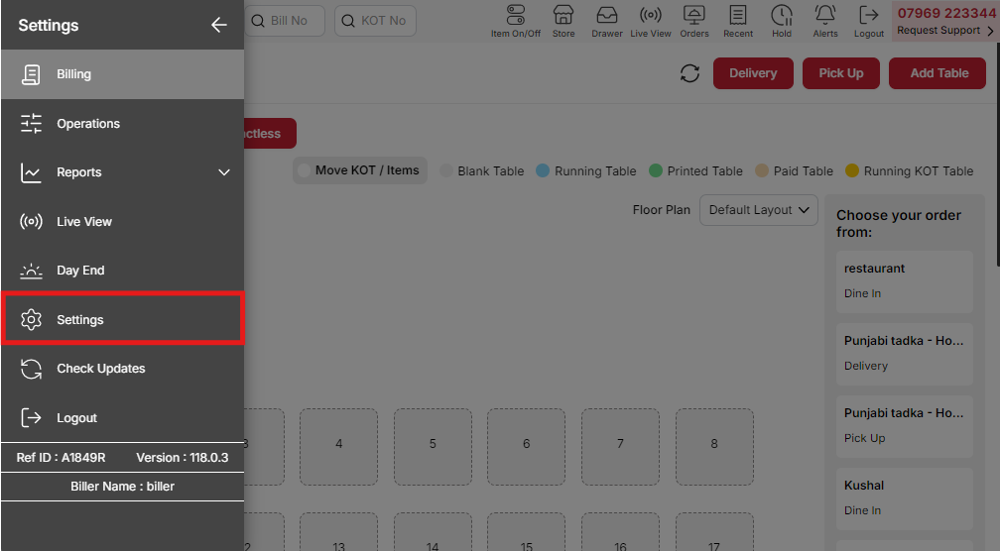 Settings
Bill No
KOT No
Item On/Off
Store
Drawer
Live View
Orders
Recent
Hold
Alerts
Logout
07969 223344
Request Support
Billing
Delivery
Pick Up
Add Table
Operations
ctless
Reports
Move KOT / Items
Blank Table
Running Table
Printed Table
Paid Table
Running KOT Table
Live View
Floor Plan
Default Layout
Choose your order
from:
Day End
restaurant
Dine In
Settings
Punjabi tadka - Ho...
Delivery
Check Updates
Punjabi tadka - Ho...
Pick Up
Logout
3
4
5
6
7
8
Ref ID : A1849R
Version : 118.0.3
Biller Name : biller
Kushal
Dine In
2
13
14
15
16
17